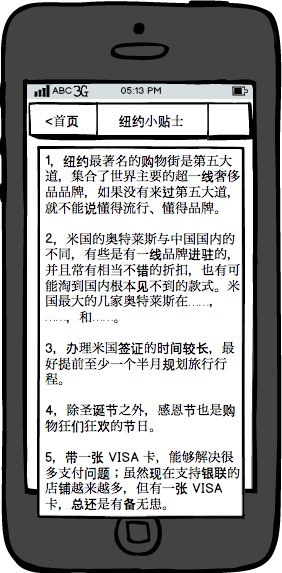 ABC 3G 05:13 PM
<首页 纽约小贴士
1，纽约最著名的购物街是第五大
道，集合了世界主要的超一线奢侈
品品牌，如果没有来过第五大道，
就不能说懂得流行、懂得品牌。
2，米国的奥特莱斯与中国国内的
不同，有些是有一线品牌进驻的，
并且常有相当不错的折扣，也有可
能淘到国内根本见不到的款式。米
国最大的几家奥特莱斯在……，
……，和……。
3，办理米国签证的时间较长，最
好提前至少一个半月规划旅行行
程。
4，除圣诞节之外，感恩节也是购
物狂们狂欢的节日。
5，带一张 VISA 卡，能够解决很
多支付问题；虽然现在支持银联的
店铺越来越多，但有一张 VISA
卡，总还是有备无患。